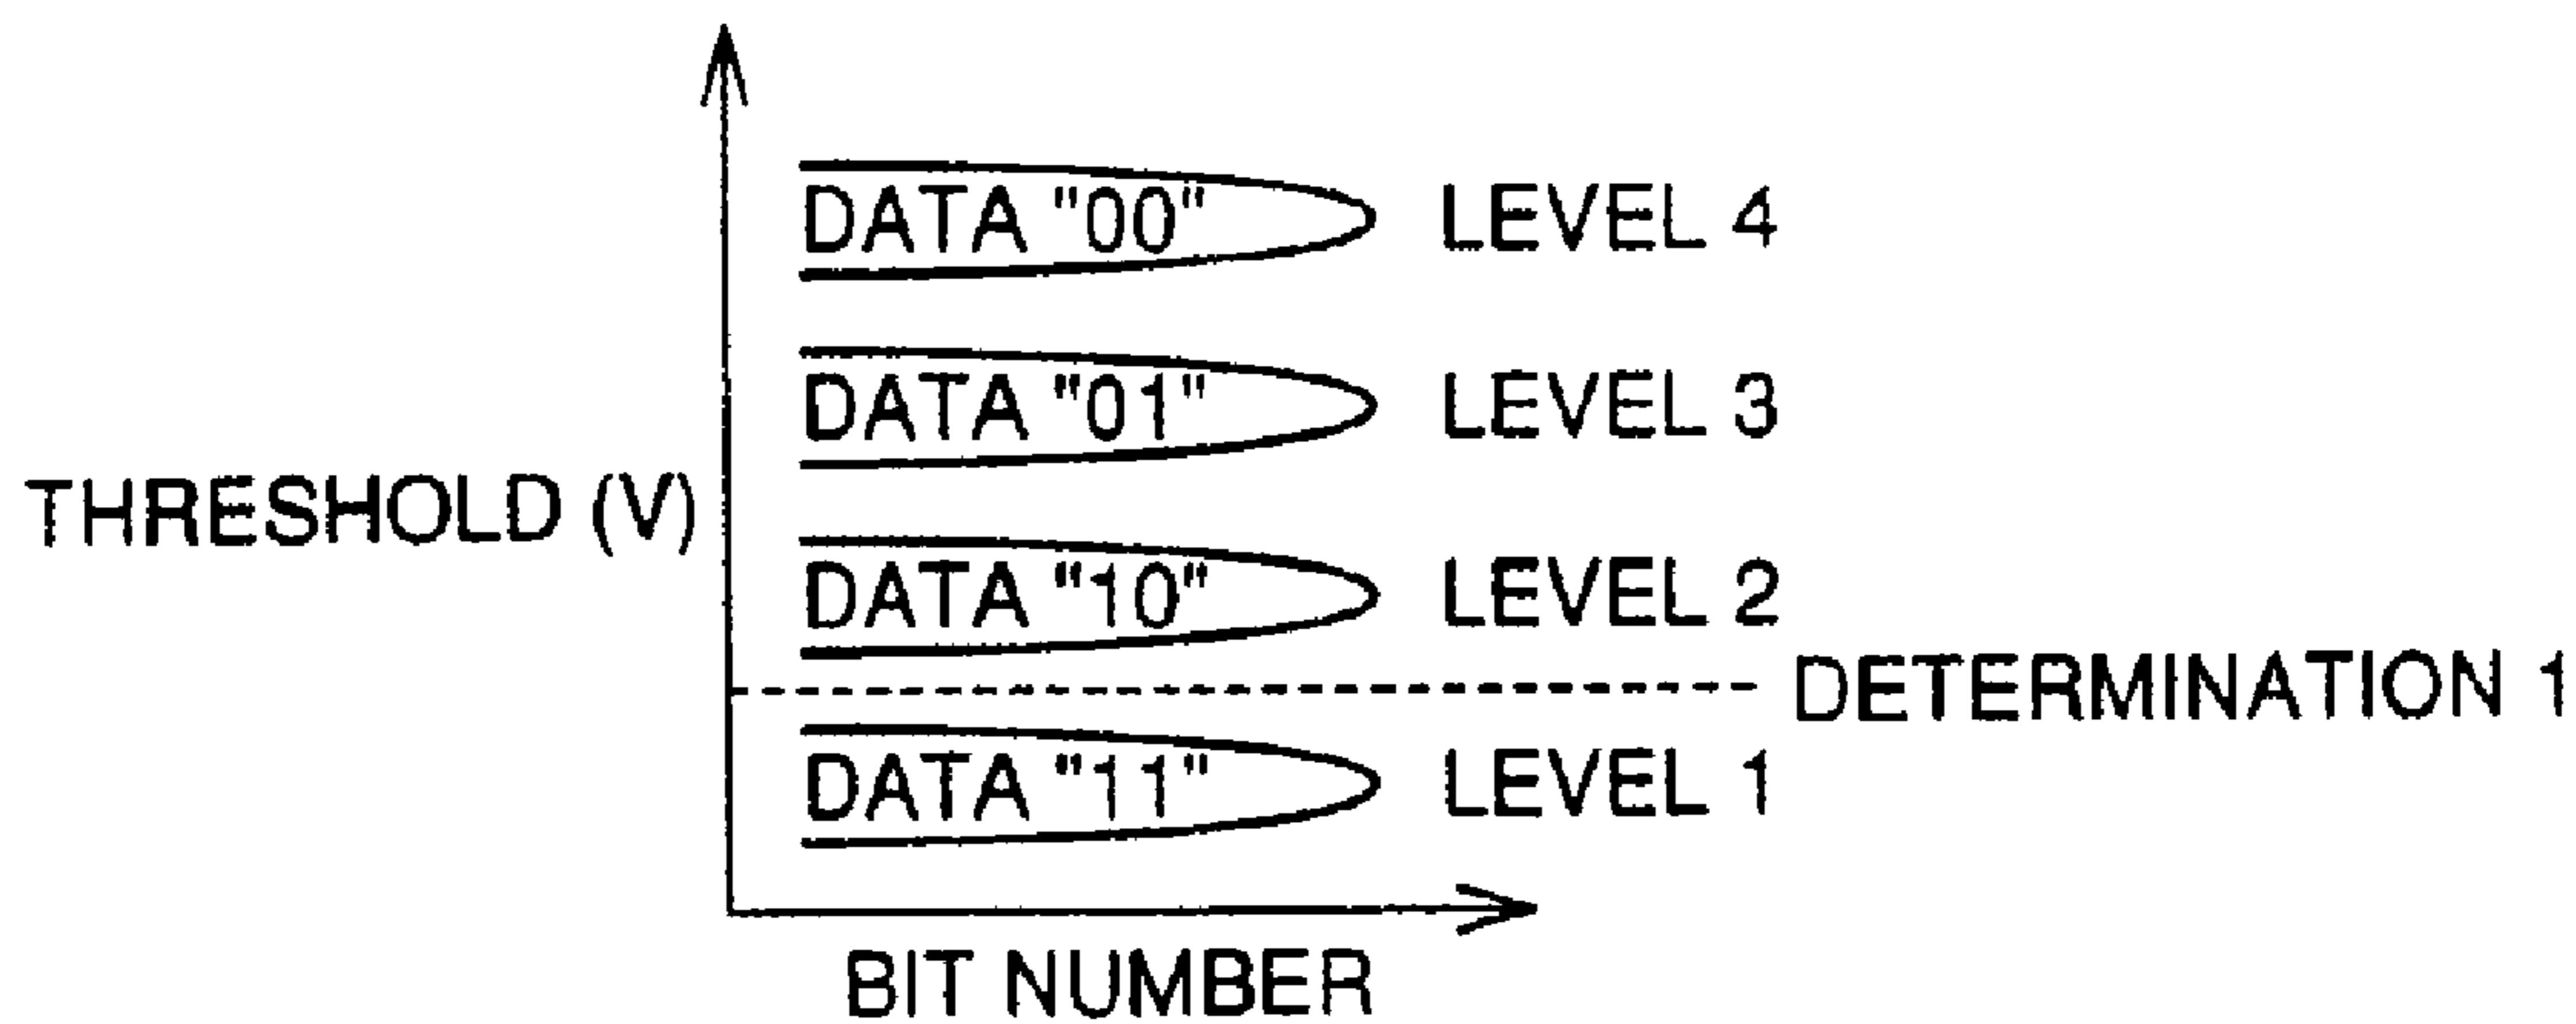 DATA "00" LEVEL 4
DATA "01" LEVEL 3
THRESHOLD (V)
DATA "10" LEVEL 2
DETERMINATION 1
DATA "11" LEVEL 1
BIT NUMBER